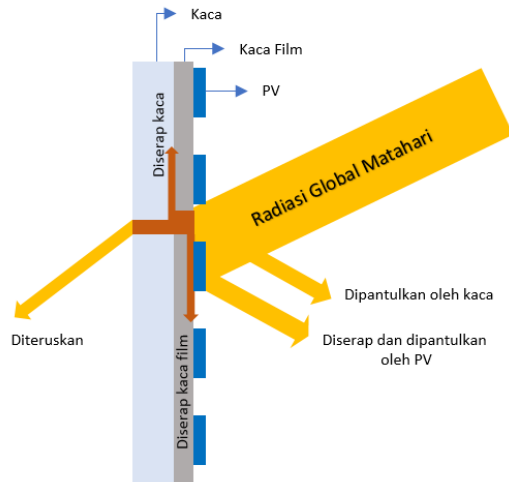 Kaca
Kaca Film
PV
Diserap kaca
Radiasi Global Matahari
Dipantulkan oleh kaca
Diteruskan
Diserap dan dipantulkan
oleh PV
Diserap kaca film